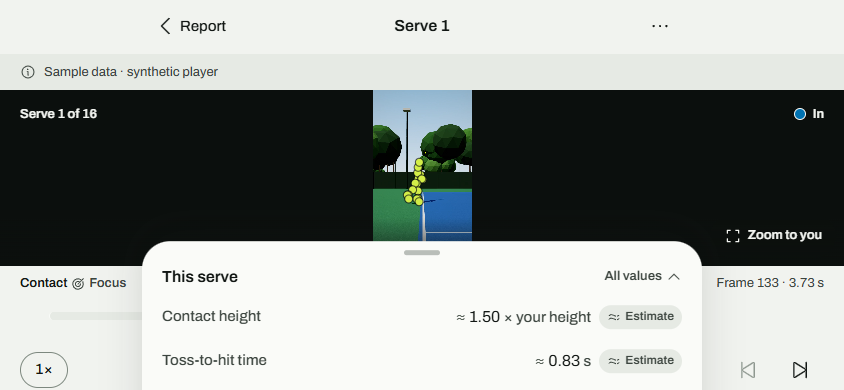 Report
Serve 1
Sample data · synthetic player
Serve 1 of 16
In
Zoom to you
Contact Focus
Frame 133 · 3.73 s
This serve
All values
Contact height
≈ 1.50 × your height
Estimate
Toss-to-hit time
≈ 0.83 s
Estimate
1×